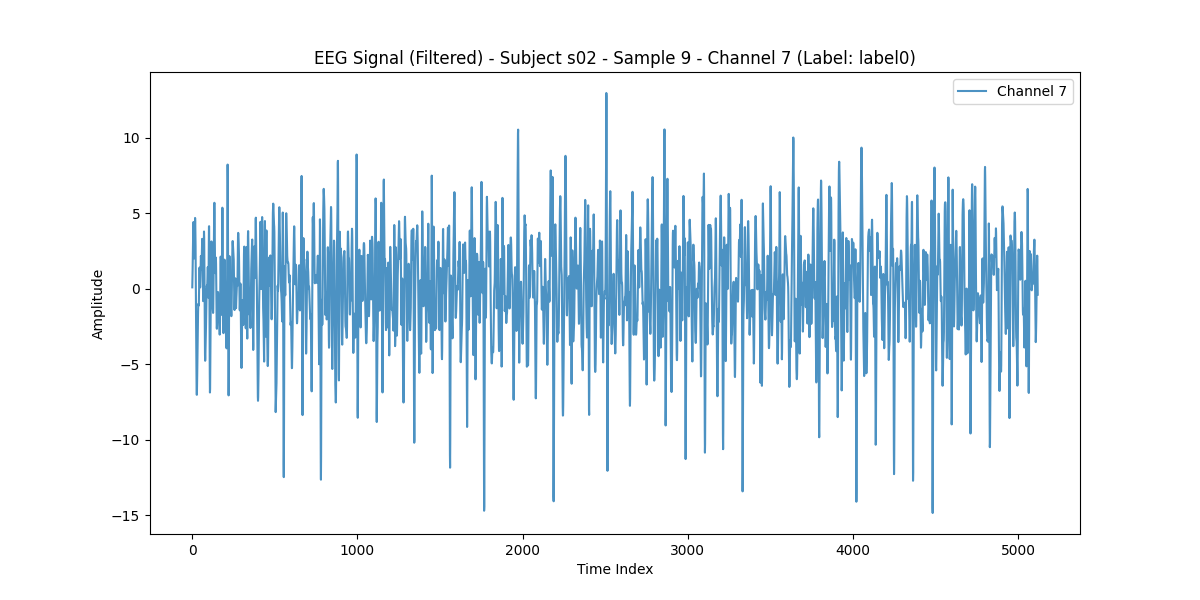 EEG Signal (Filtered) - Subject s02 - Sample 9 - Channel 7 (Label: label0)
Channel 7
10
5
0
−5
−10
−15
Amplitude
0 1000 2000 3000 4000 5000
Time Index